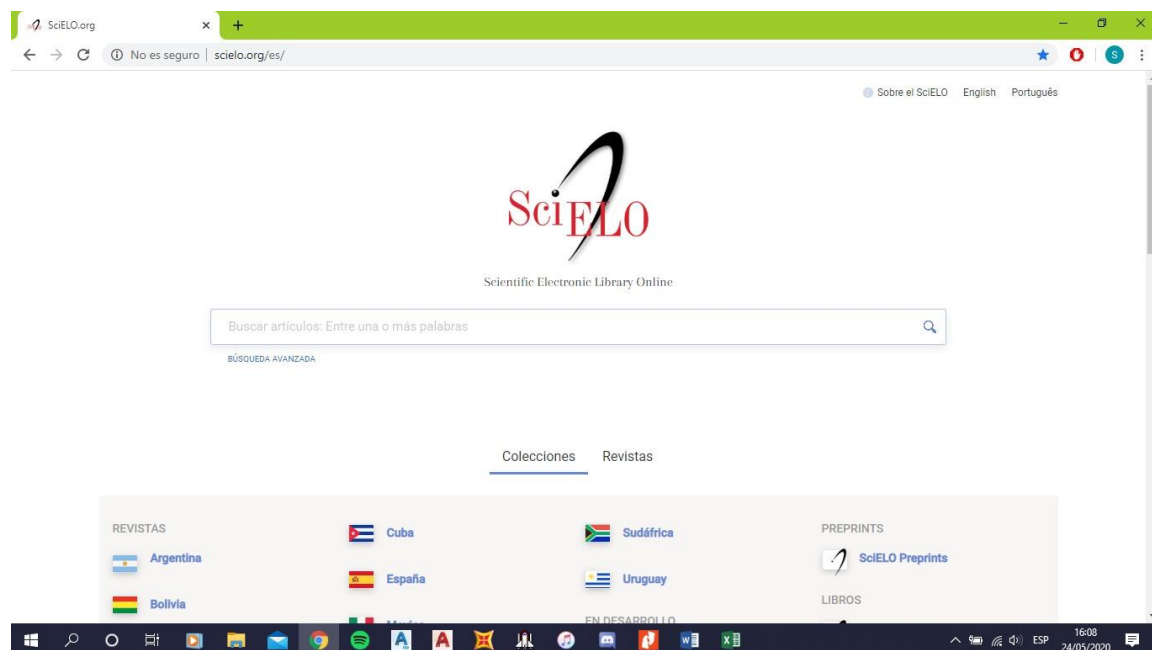 SciELO.org
No es seguro | scielo.org/es/
S
Sobre el SciELO English Português
SciELO
Scientific Electronic Library Online
Buscar artículos: Entre una o más palabras
BÚSQUEDA AVANZADA
Colecciones Revistas
REVISTAS
Argentina
Bolivia
Cuba
España
Sudáfrica
Uruguay
EN DESARROLLO
PREPRINTS
SciELO Preprints
LIBROS
ESP
16:08
24/05/2020